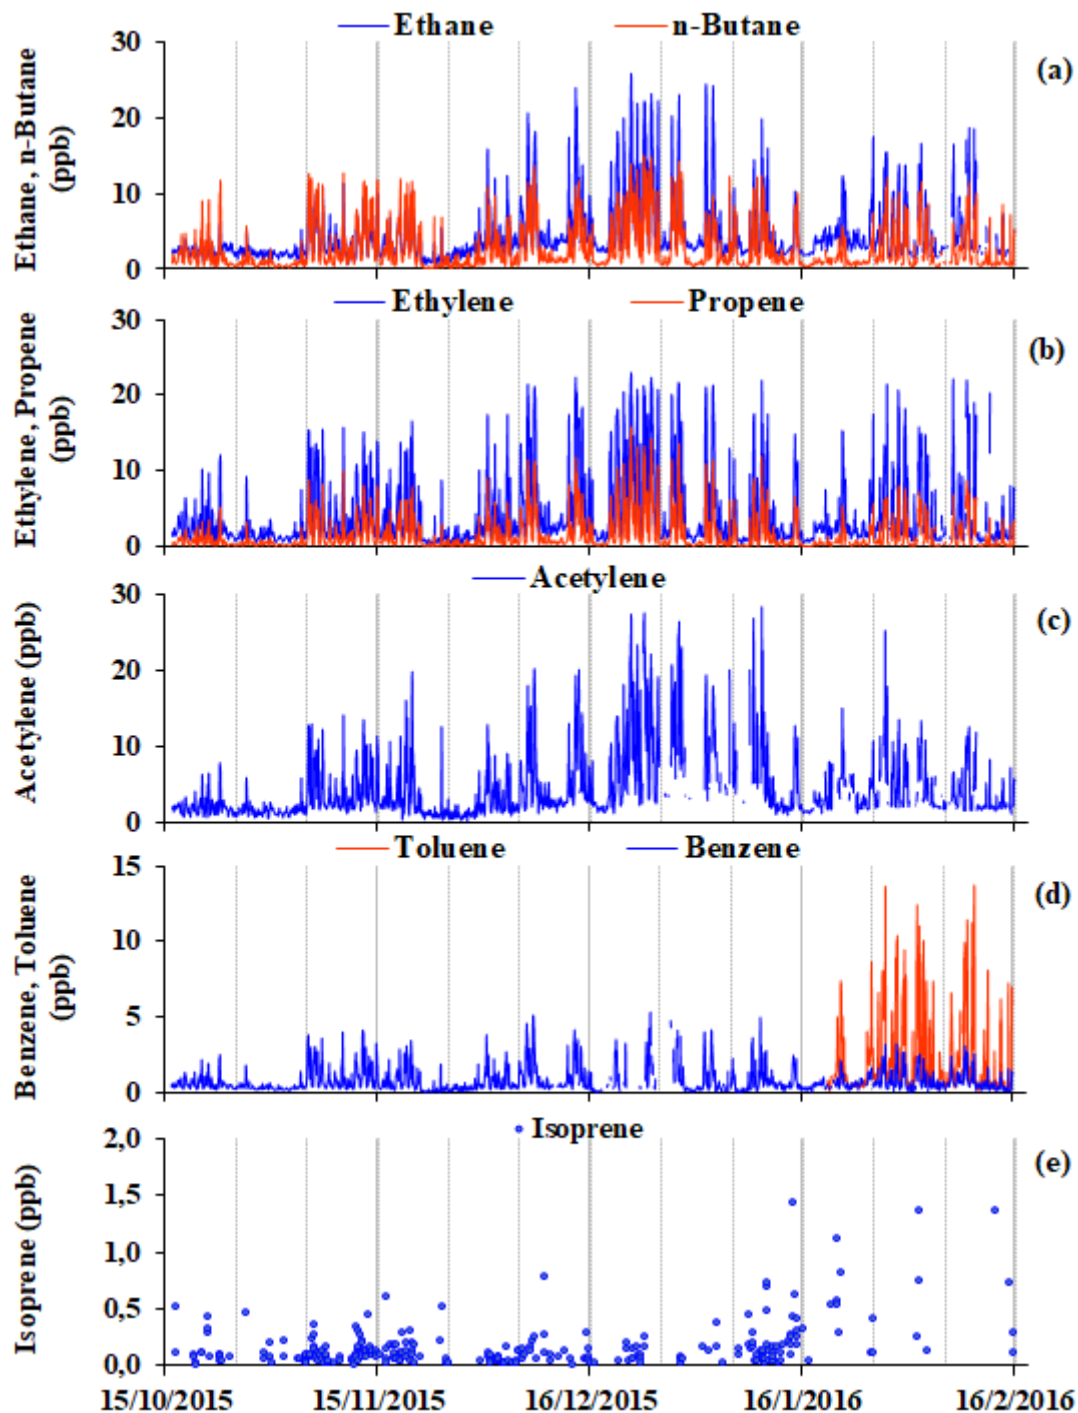 Ethane n-Butane
(a)
Ethane, n-Butane
(ppb)
30
20
10
0
Ethylene Propene
(b)
Ethylene, Propene
(ppb)
30
20
10
0
Acetylene
(c)
Acetylene (ppb)
30
20
10
0
Toluene Benzene
(d)
Benzene, Toluene
(ppb)
15
10
5
0
Isoprene
(e)
Isoprene (ppb)
2,0
1,5
1,0
0,5
0,0
15/10/2015 15/11/2015 16/12/2015 16/1/2016 16/2/2016